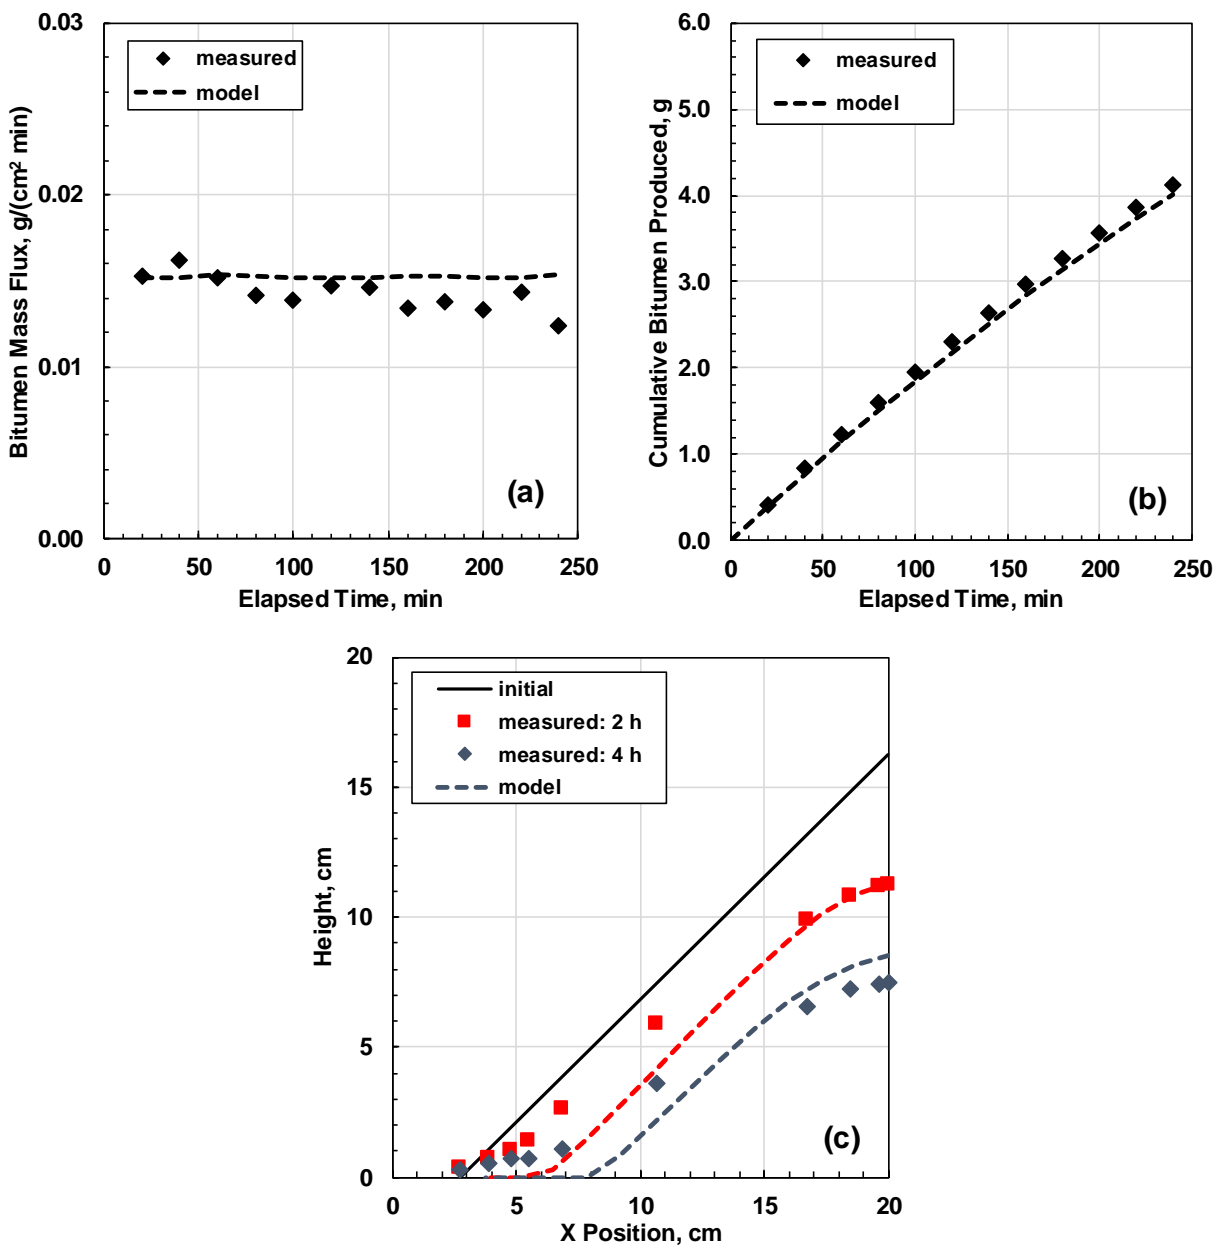 0.03
0.02
0.01
0.00
Bitumen Mass Flux, g/(cm² min)
measured
model
(a)
0 50 100 150 200 250
Elapsed Time, min
6.0
5.0
4.0
3.0
2.0
1.0
0.0
Cumulative Bitumen Produced, g
measured
model
(b)
0 50 100 150 200 250
Elapsed Time, min
20
15
10
5
0
Height, cm
initial
measured: 2 h
measured: 4 h
model
(c)
0 5 10 15 20
X Position, cm